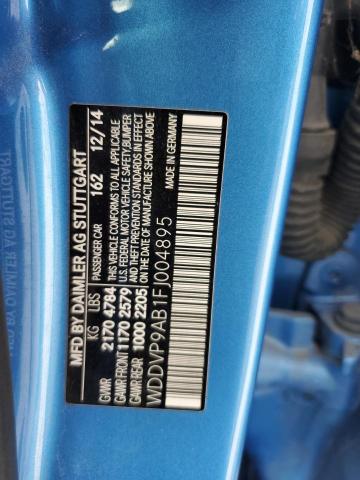 MFD BY DAIMLER AG STUTTGART
PASSENGER CAR 162 12/14
KG LBS
GVWR 2170 4784
GAWR FRONT 1170 2579
GAWR REAR 1000 2205
THIS VEHICLE CONFORMS TO ALL APPLICABLE
U.S. FEDERAL MOTOR VEHICLE SAFETY, BUMPER
AND THEFT PREVENTION STANDARDS IN EFFECT
ON THE DATE OF MANUFACTURE SHOWN ABOVE
WDDVP9AB1FJ004895
MADE IN GERMANY